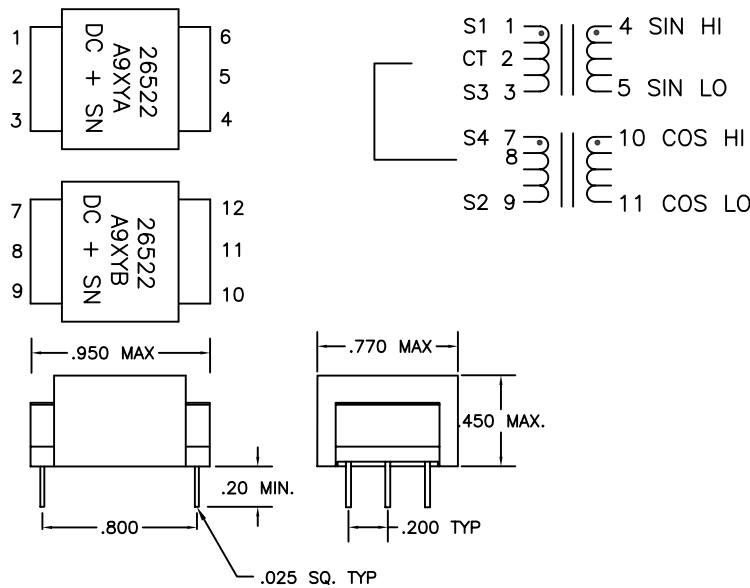 1
2
3
26522
A9XYA
DC + SN
6
5
4
7
8
9
26522
A9XYB
DC + SN
12
11
10
S1 1
CT 2
S3 3
4 SIN HI
5 SIN LO
S4 7
8
S2 9
10 COS HI
11 COS LO
.950 MAX
.20 MIN.
.800
.025 SQ. TYP
.770 MAX
.450 MAX.
.200 TYP